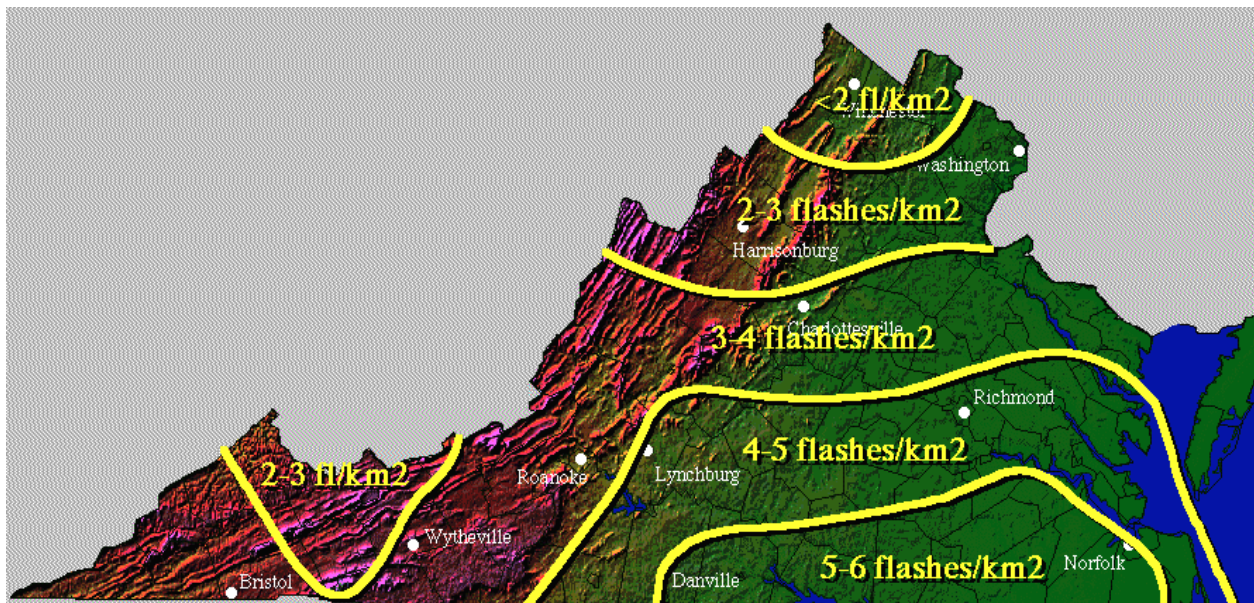 <2 fl/km2
Winchester
Washington
2-3 flashes/km2
Harrisonburg
Charlottesville
3-4 flashes/km2
Richmond
2-3 fl/km2
4-5 flashes/km2
Roanoke
Lynchburg
Wytheville
Norfolk
5-6 flashes/km2
Bristol
Danville